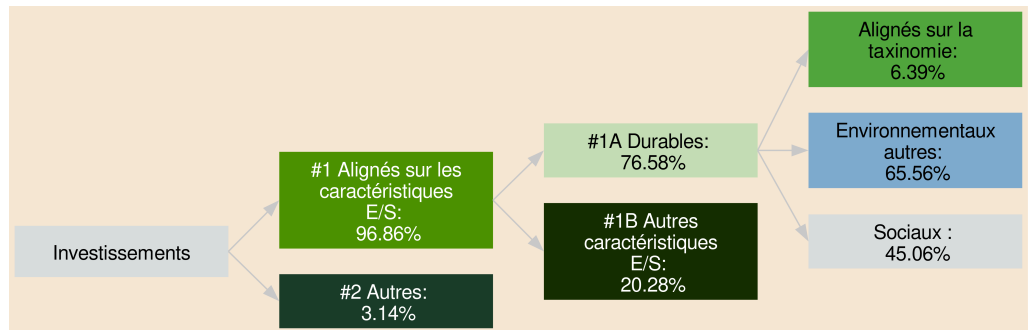 Investissements
#1 Alignés sur les
caractéristiques
E/S:
96.86%
#2 Autres:
3.14%
#1A Durables:
76.58%
#1B Autres
caractéristiques
E/S:
20.28%
Alignés sur la
taxinomie:
6.39%
Environnementaux
autres:
65.56%
Sociaux :
45.06%